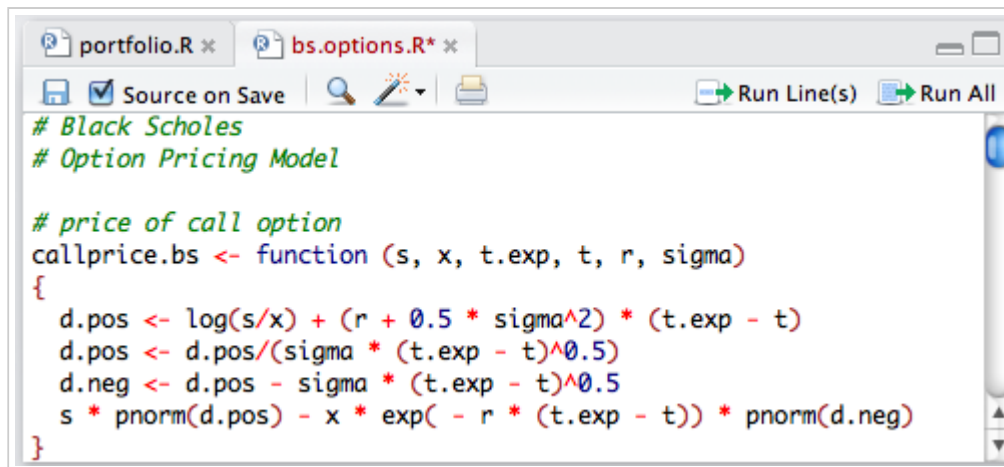 portfolio.R bs.options.R*
Source on Save Run Line(s) Run All
# Black Scholes
# Option Pricing Model

# price of call option
callprice.bs <- function (s, x, t.exp, t, r, sigma)
{
  d.pos <- log(s/x) + (r + 0.5 * sigma^2) * (t.exp - t)
  d.pos <- d.pos/(sigma * (t.exp - t)^0.5)
  d.neg <- d.pos - sigma * (t.exp - t)^0.5
  s * pnorm(d.pos) - x * exp( - r * (t.exp - t)) * pnorm(d.neg)
}